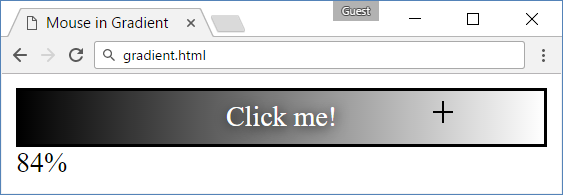 Guest
Mouse in Gradient
gradient.html
Click me!
84%